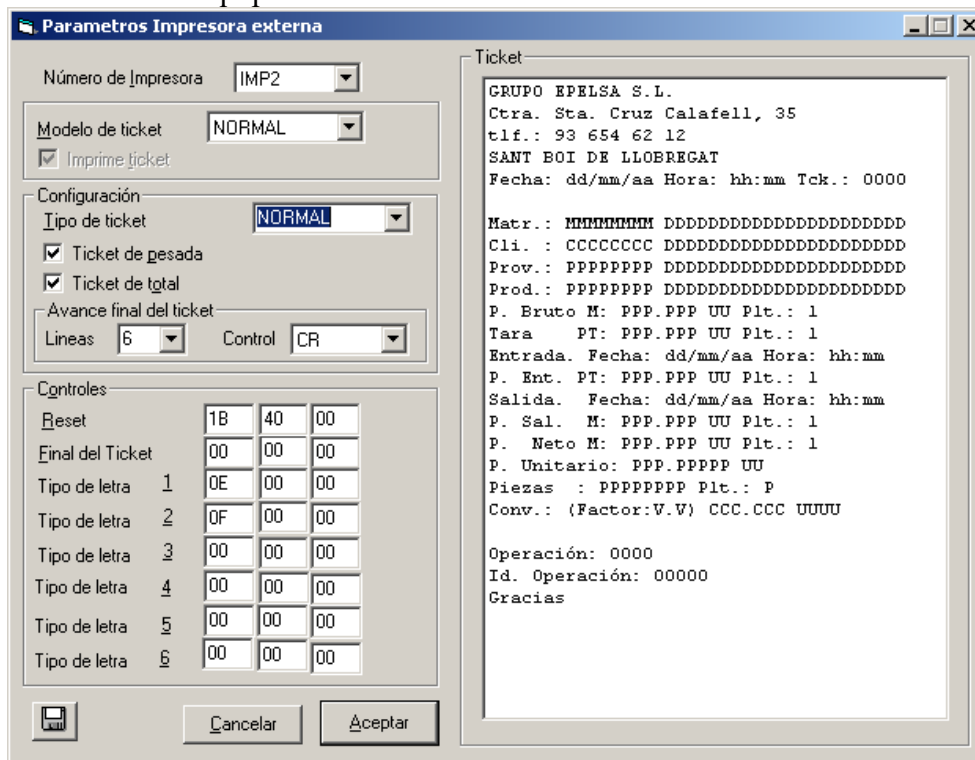 Parametros Impresora externa
Número de Impresora IMP2
Modelo de ticket NORMAL
Imprime ticket
Configuración
Tipo de ticket NORMAL
Ticket de pesada
Ticket de total
Avance final del ticket
Lineas 6 Control CR
Controles
Reset 1B 40 00
Final del Ticket 00 00 00
Tipo de letra 1 0E 00 00
Tipo de letra 2 0F 00 00
Tipo de letra 3 00 00 00
Tipo de letra 4 00 00 00
Tipo de letra 5 00 00 00
Tipo de letra 6 00 00 00
Cancelar Aceptar
Ticket
GRUPO EPELSA S.L.
Ctra. Sta. Cruz Calafell, 35
tlf.: 93 654 62 12
SANT BOI DE LLOBREGAT
Fecha: dd/mm/aa Hora: hh:mm Tck.: 0000
Matr.: MMMMMMMM DDDDDDDDDDDDDDDDDDDDDD
Cli. : CCCCCCCC DDDDDDDDDDDDDDDDDDDDDD
Prov.: PPPPPPPP DDDDDDDDDDDDDDDDDDDDDD
Prod.: PPPPPPPP DDDDDDDDDDDDDDDDDDDDDD
P. Bruto M: PPP.PPP UU Plt.: 1
Tara PT: PPP.PPP UU Plt.: 1
Entrada. Fecha: dd/mm/aa Hora: hh:mm
P. Ent. PT: PPP.PPP UU Plt.: 1
Salida. Fecha: dd/mm/aa Hora: hh:mm
P. Sal. M: PPP.PPP UU Plt.: 1
P. Neto M: PPP.PPP UU Plt.: 1
P. Unitario: PPP.PPPPP UU
Piezas : PPPPPPPP Plt.: P
Conv.: (Factor:V.V) CCC.CCC UUUU
Operación: 0000
Id. Operación: 00000
Gracias